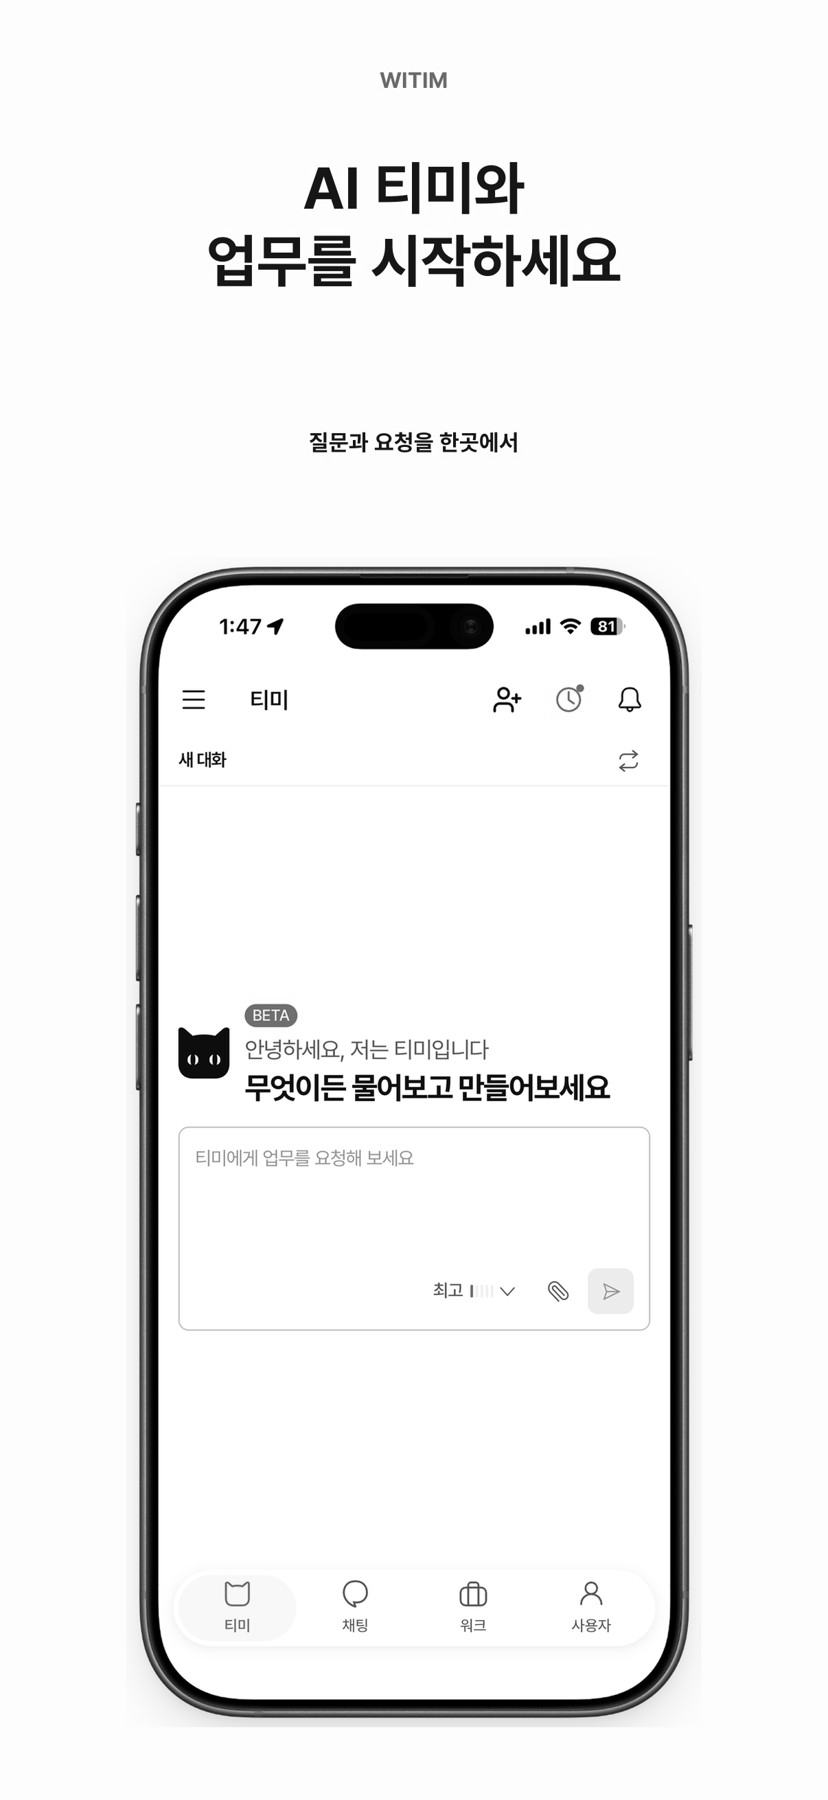 WITIM
AI 티미와
업무를 시작하세요
질문과 요청을 한곳에서
1:47
81
티미
새 대화
BETA
안녕하세요, 저는 티미입니다
무엇이든 물어보고 만들어보세요
티미에게 업무를 요청해 보세요
최고
티미 채팅 워크 사용자